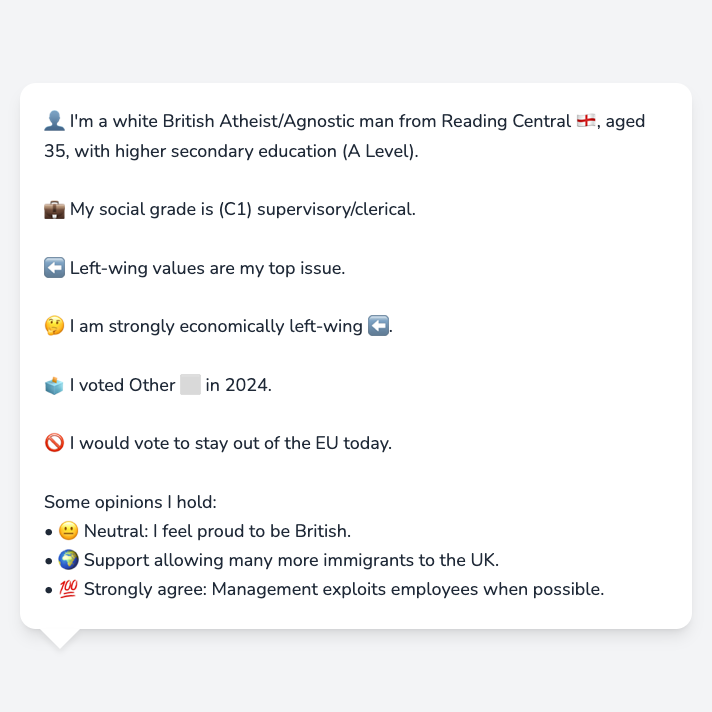 👤 I'm a white British Atheist/Agnostic man from Reading Central 🏴󠁧󠁢󠁥󠁮󠁧󠁿, aged
35, with higher secondary education (A Level).
💼 My social grade is (C1) supervisory/clerical.
⬅️ Left-wing values are my top issue.
🤔 I am strongly economically left-wing ⬅️.
🗳️ I voted Other ⬜ in 2024.
🚫 I would vote to stay out of the EU today.
Some opinions I hold:
• 😐 Neutral: I feel proud to be British.
• 🌍 Support allowing many more immigrants to the UK.
• 💯 Strongly agree: Management exploits employees when possible.